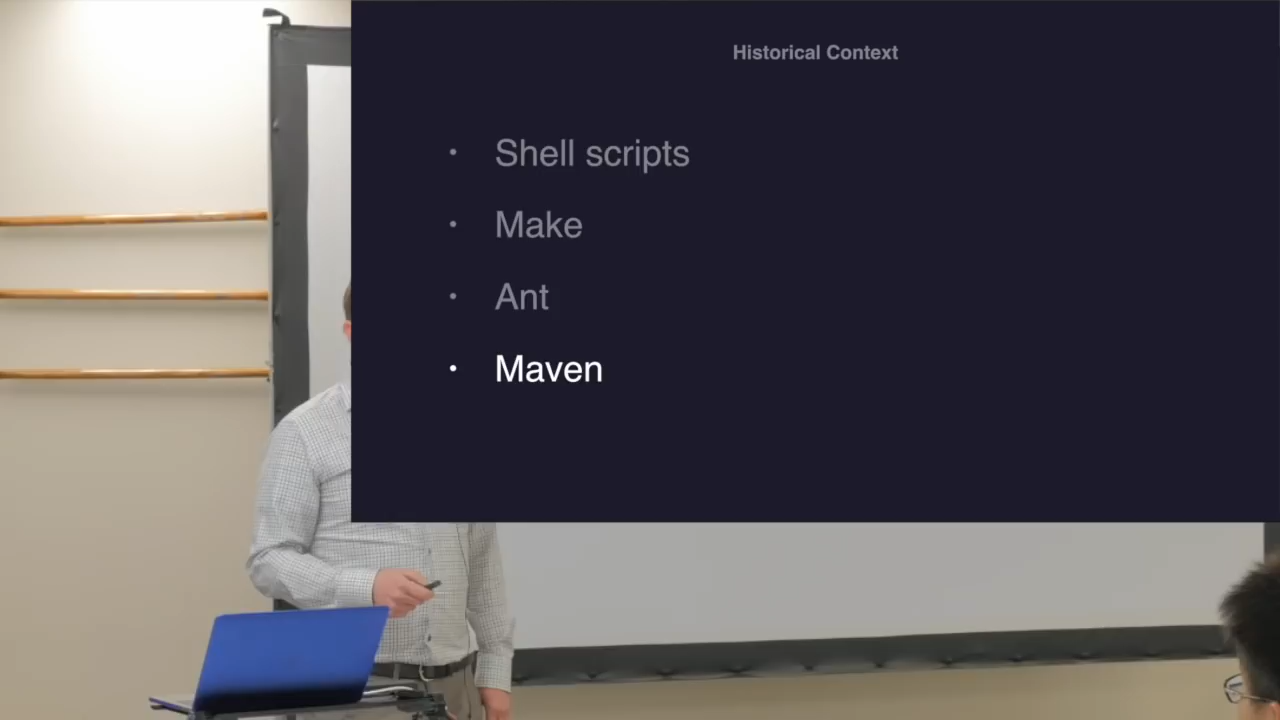 Historical Context
• Shell scripts
• Make
• Ant
• Maven